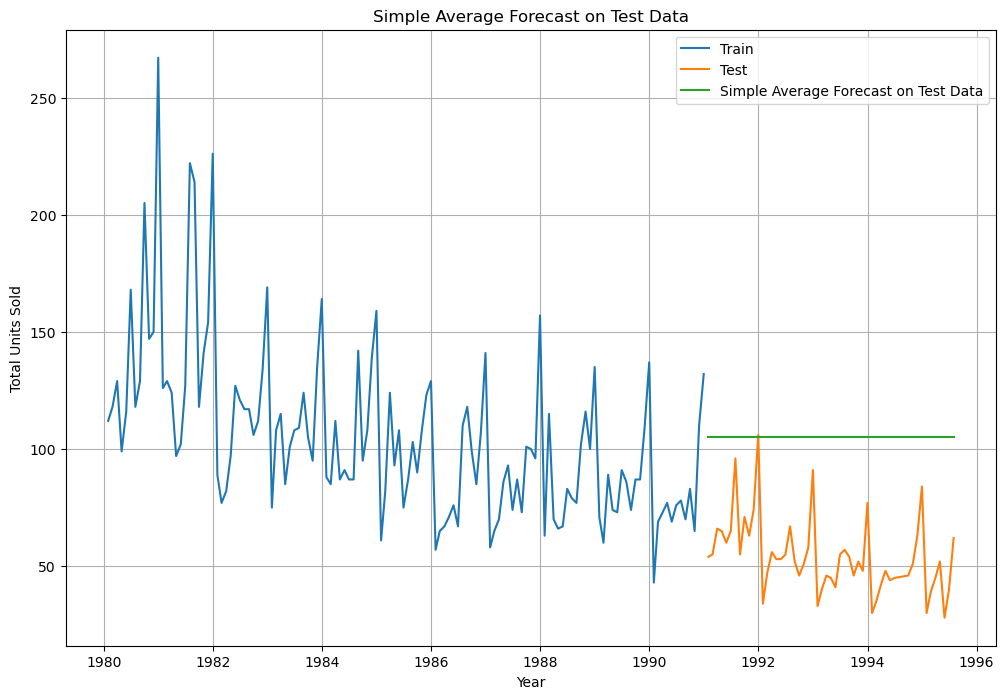 Simple Average Forecast on Test Data
Train
Test
Simple Average Forecast on Test Data
Total Units Sold
250
200
150
100
50
1980
1982
1984
1986
1988
1990
1992
1994
1996
Year